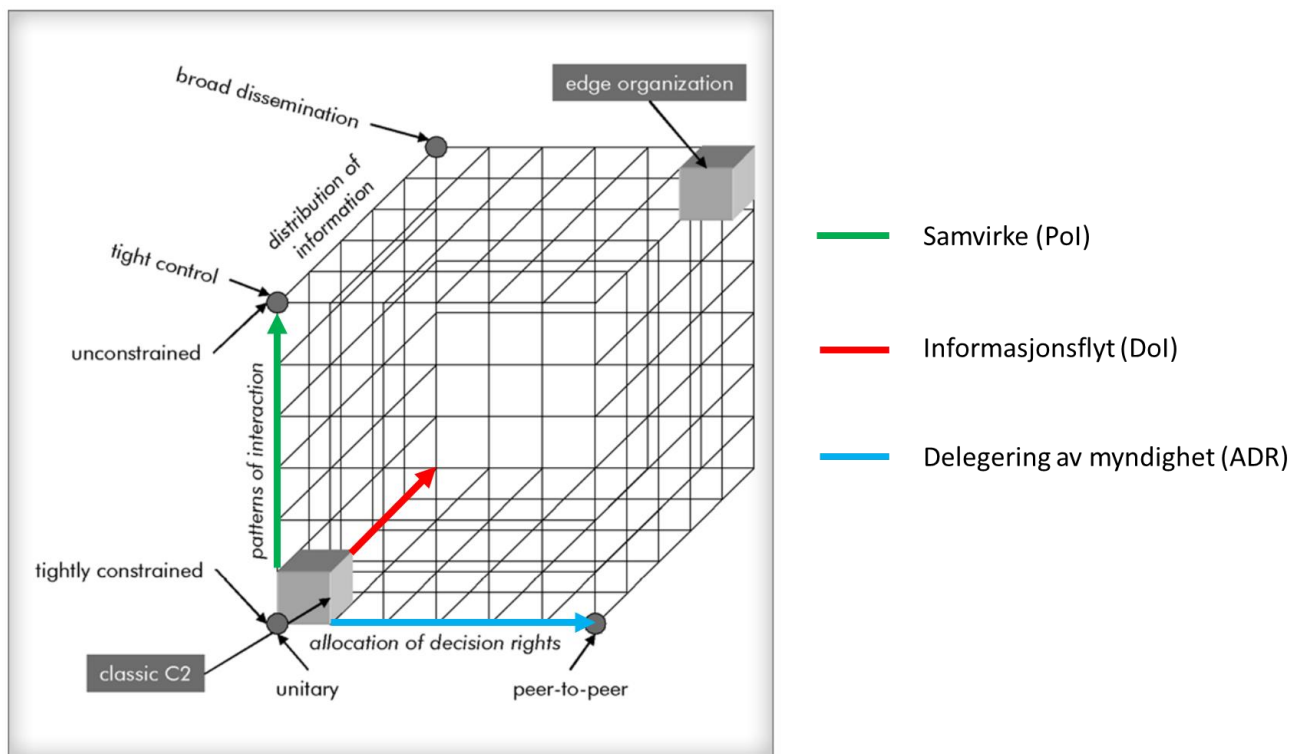 broad dissemination
edge organization
distribution of
information
tight control
unconstrained
patterns of interaction
tightly constrained
allocation of decision rights
classic C2
unitary
peer-to-peer
Samvirke (PoI)
Informasjonsflyt (DoI)
Delegering av myndighet (ADR)